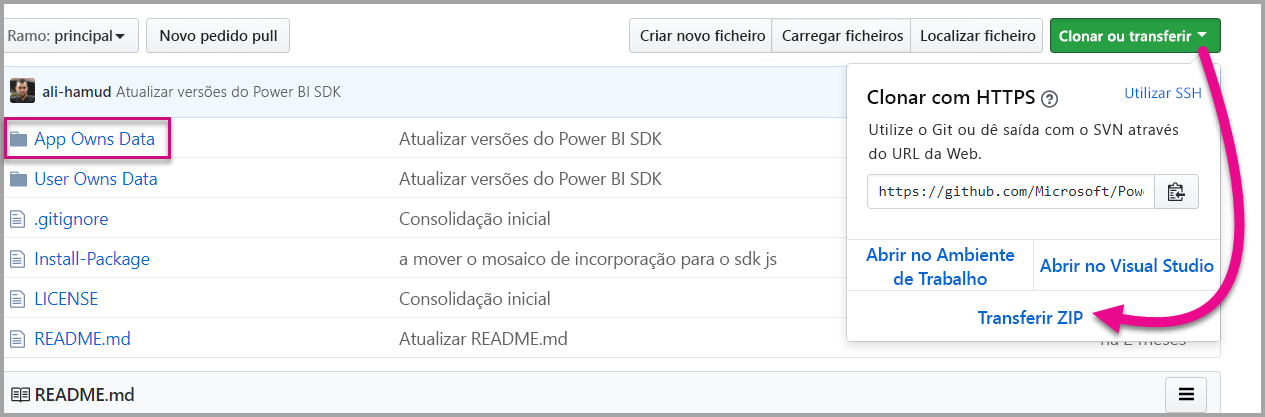 Ramo: principal
Novo pedido pull
Criar novo ficheiro
Carregar ficheiros
Localizar ficheiro
Clonar ou transferir
ali-hamud Atualizar versões do Power BI SDK
App Owns Data
Atualizar versões do Power BI SDK
User Owns Data
Atualizar versões do Power BI SDK
.gitignore
Consolidação inicial
Install-Package
a mover o mosaico de incorporação para o sdk js
LICENSE
Consolidação inicial
README.md
Atualizar README.md
há 2 meses
Clonar com HTTPS ?
Utilizar SSH
Utilize o Git ou dê saída com o SVN através
do URL da Web.
https://github.com/Microsoft/Pow
Abrir no Ambiente
de Trabalho
Abrir no Visual Studio
Transferir ZIP
README.md